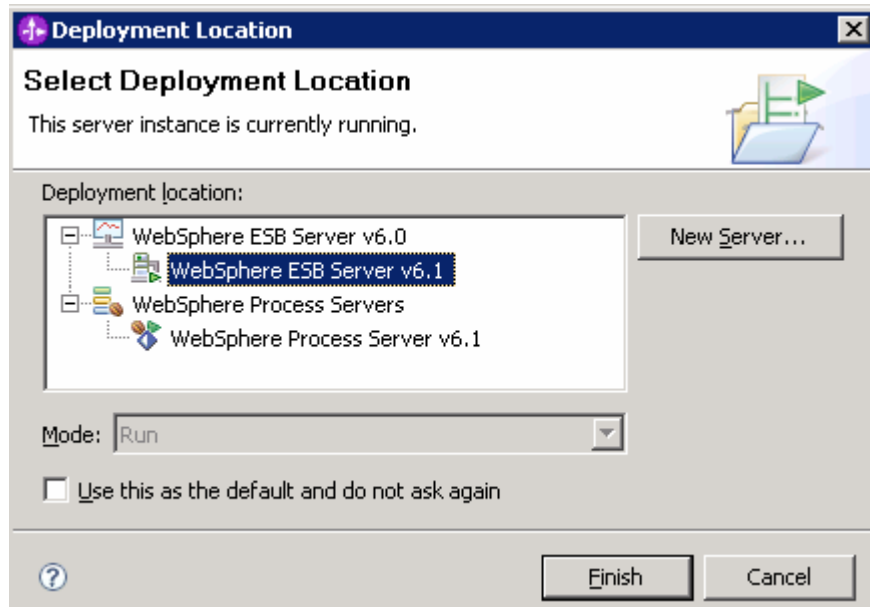 Deployment Location
Select Deployment Location
This server instance is currently running.
Deployment location:
WebSphere ESB Server v6.0
New Server...
WebSphere ESB Server v6.1
WebSphere Process Servers
WebSphere Process Server v6.1
Mode: Run
Use this as the default and do not ask again
? Finish Cancel